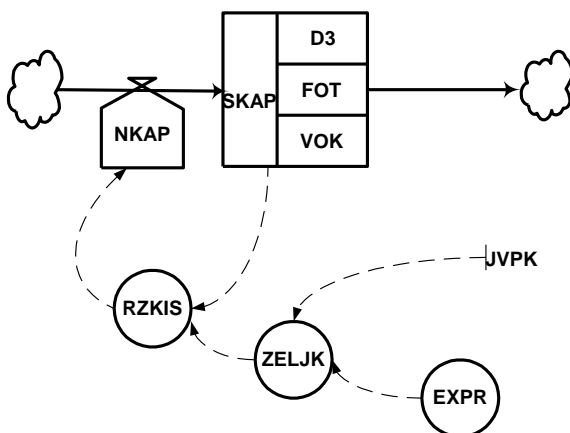 D3
SKAP
FOT
NKAP
VOK
JVPK
RZKIS
ZELJK
EXPR